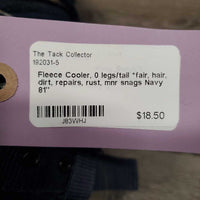 The Tack Collector
192031-5
Fleece Cooler, 0 legs/tail *fair, hair,
dirt, repairs, rust, mnr snags Navy
81"
$18.50
J83WHJ